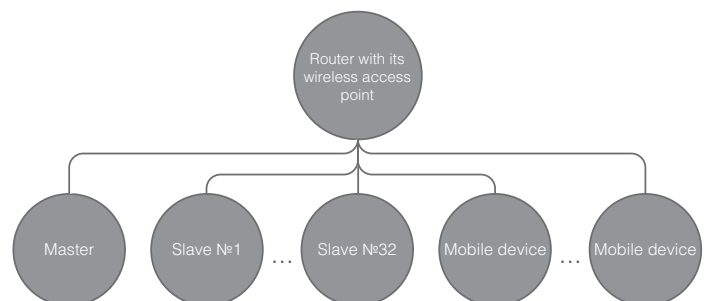 Router with its
wireless access
point
Master
Slave №1
...
Slave №32
Mobile device
...
Mobile device